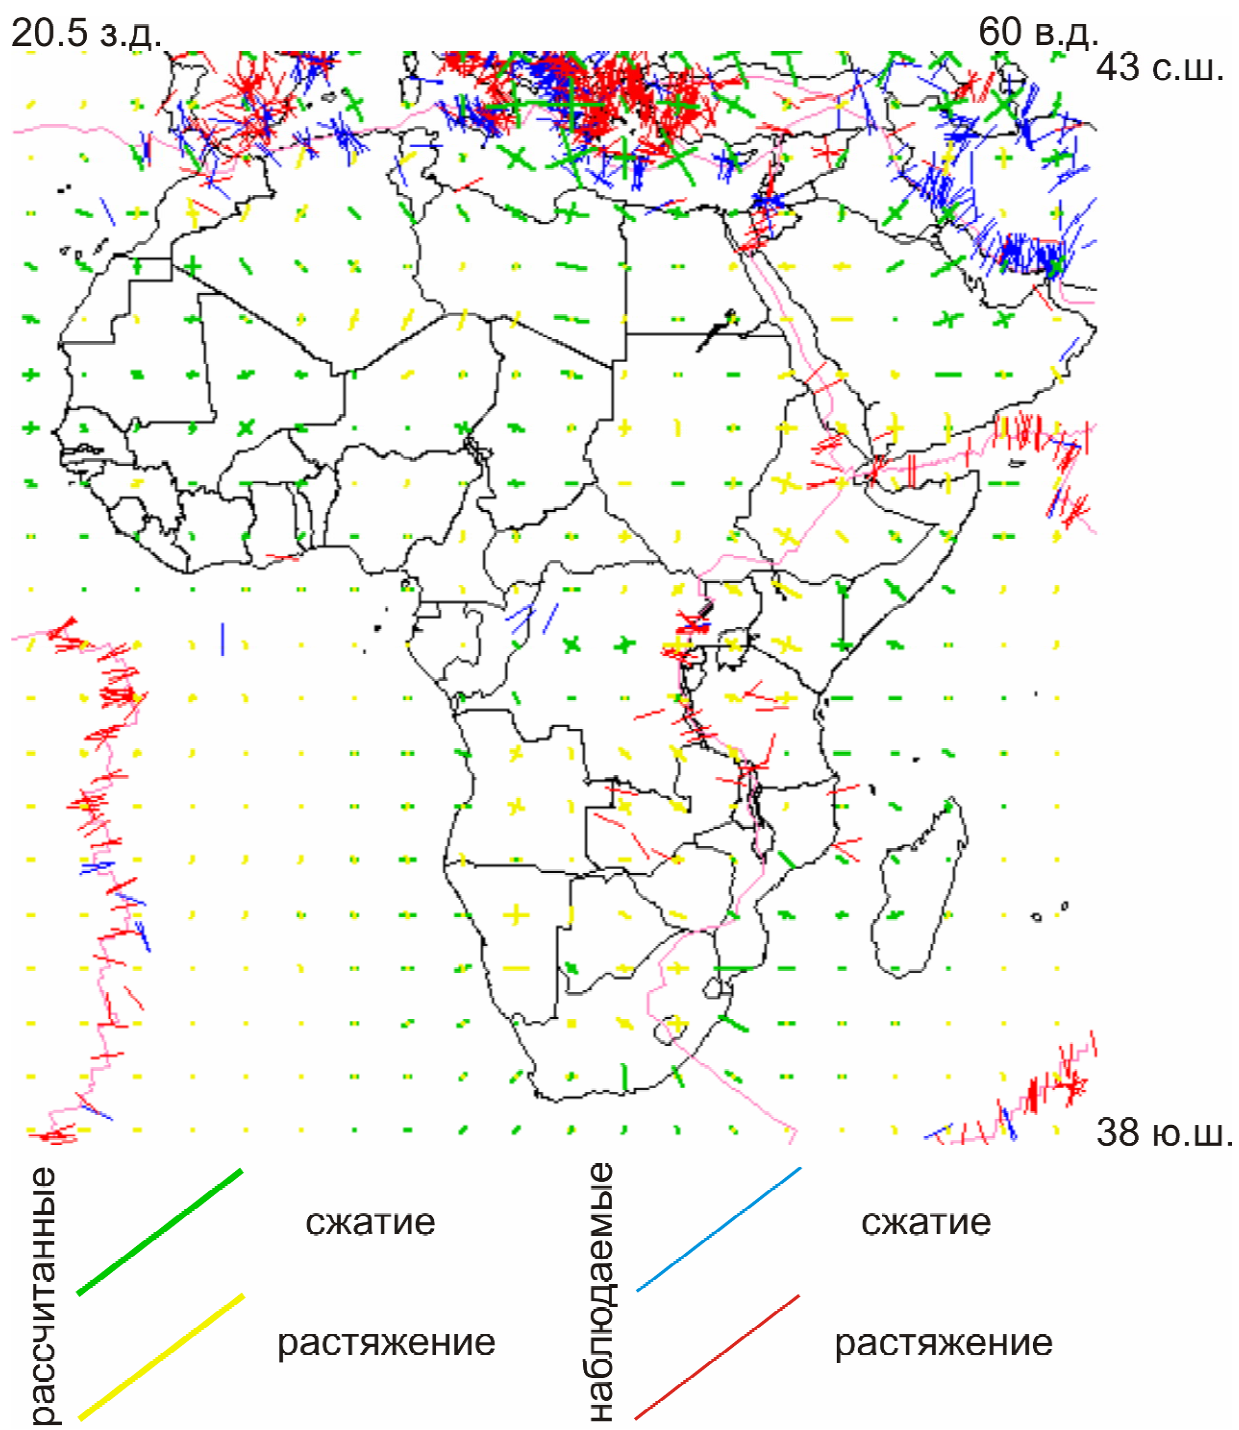 20.5 з.д.
60 в.д.
43 с.ш.
38 ю.ш.
рассчитанные
сжатие
растяжение
наблюдаемые
сжатие
растяжение